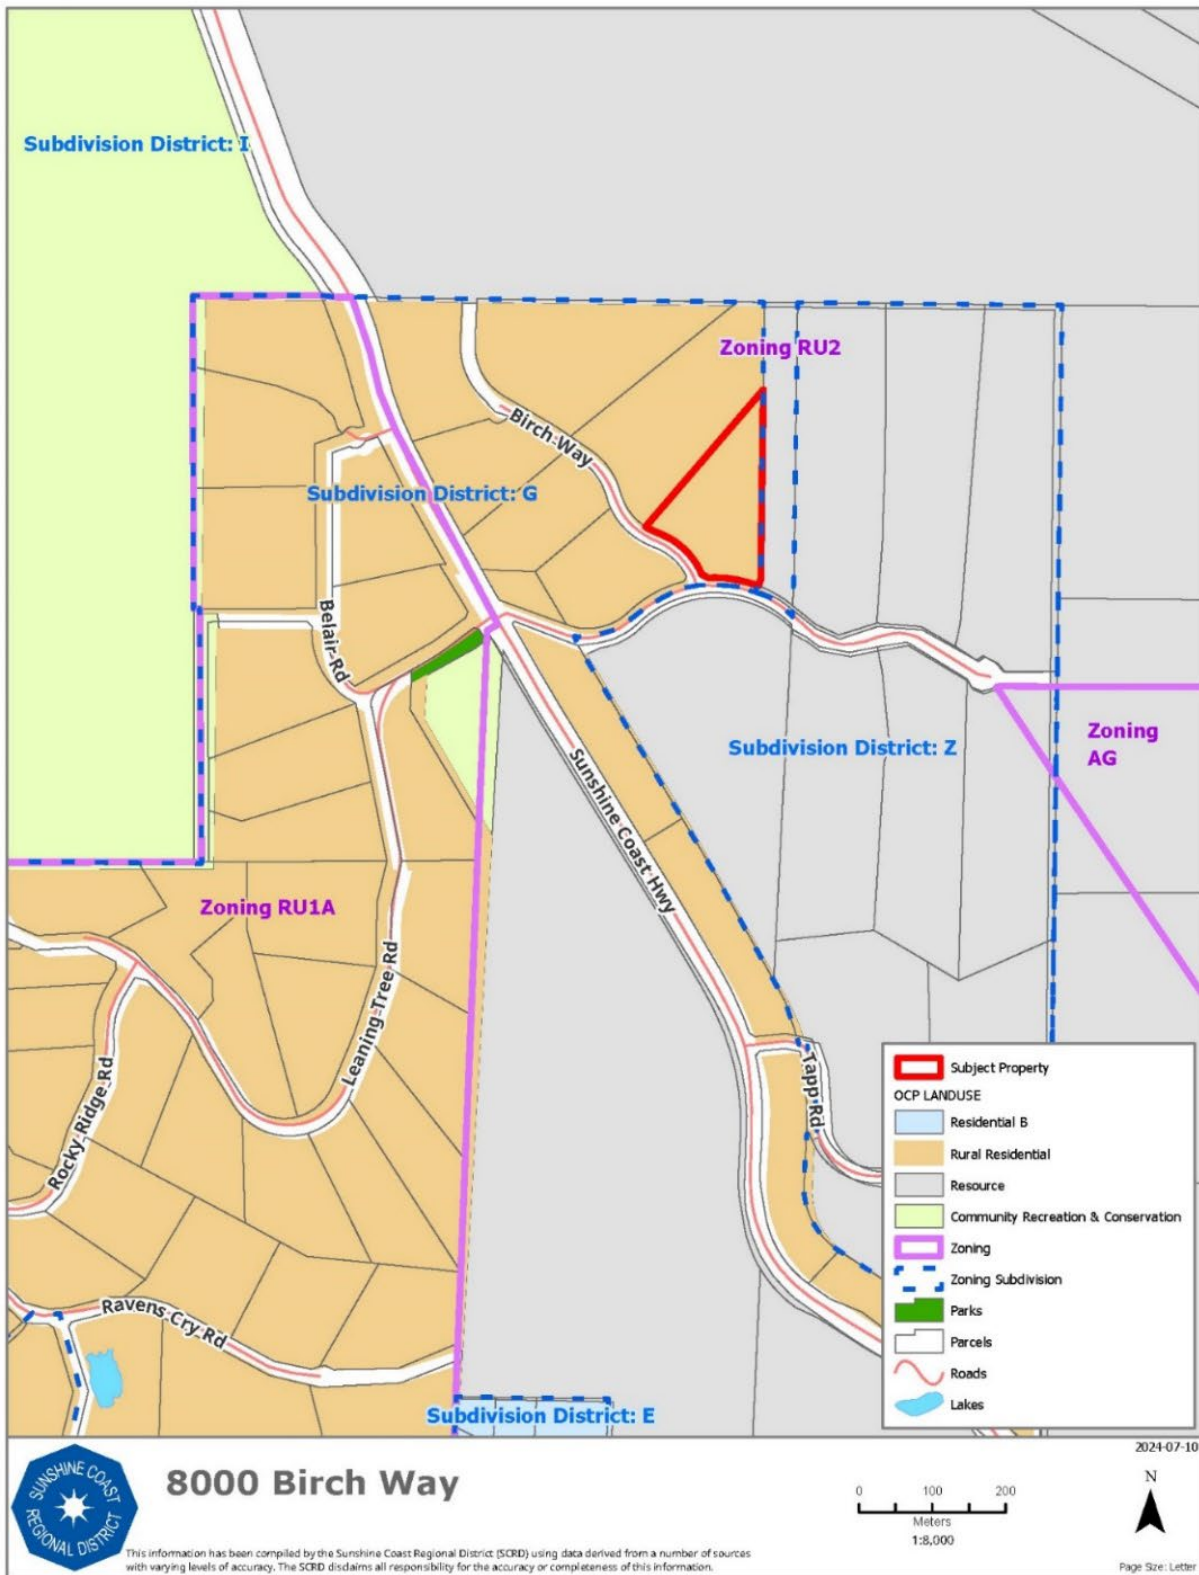 Subdivision District: I
Zoning RU2
Birch Way
Subdivision District: G
Belair Rd
Sunshine Coast Hwy
Subdivision District: Z
Zoning
AG
Zoning RU1A
Leaning Tree Rd
Rocky Ridge Rd
Tapp Rd
Ravens Cry Rd
Subdivision District: E
Subject Property
OCP LANDUSE
Residential B
Rural Residential
Resource
Community Recreation & Conservation
Zoning
Zoning Subdivision
Parks
Parcels
Roads
Lakes
2024-07-10
SUNSHINE COAST
REGIONAL DISTRICT
8000 Birch Way
0 100 200
Meters
1:8,000
N
This information has been compiled by the Sunshine Coast Regional District (SCRD) using data derived from a number of sources
with varying levels of accuracy. The SCRD disclaims all responsibility for the accuracy or completeness of this information.
Page Size: Letter